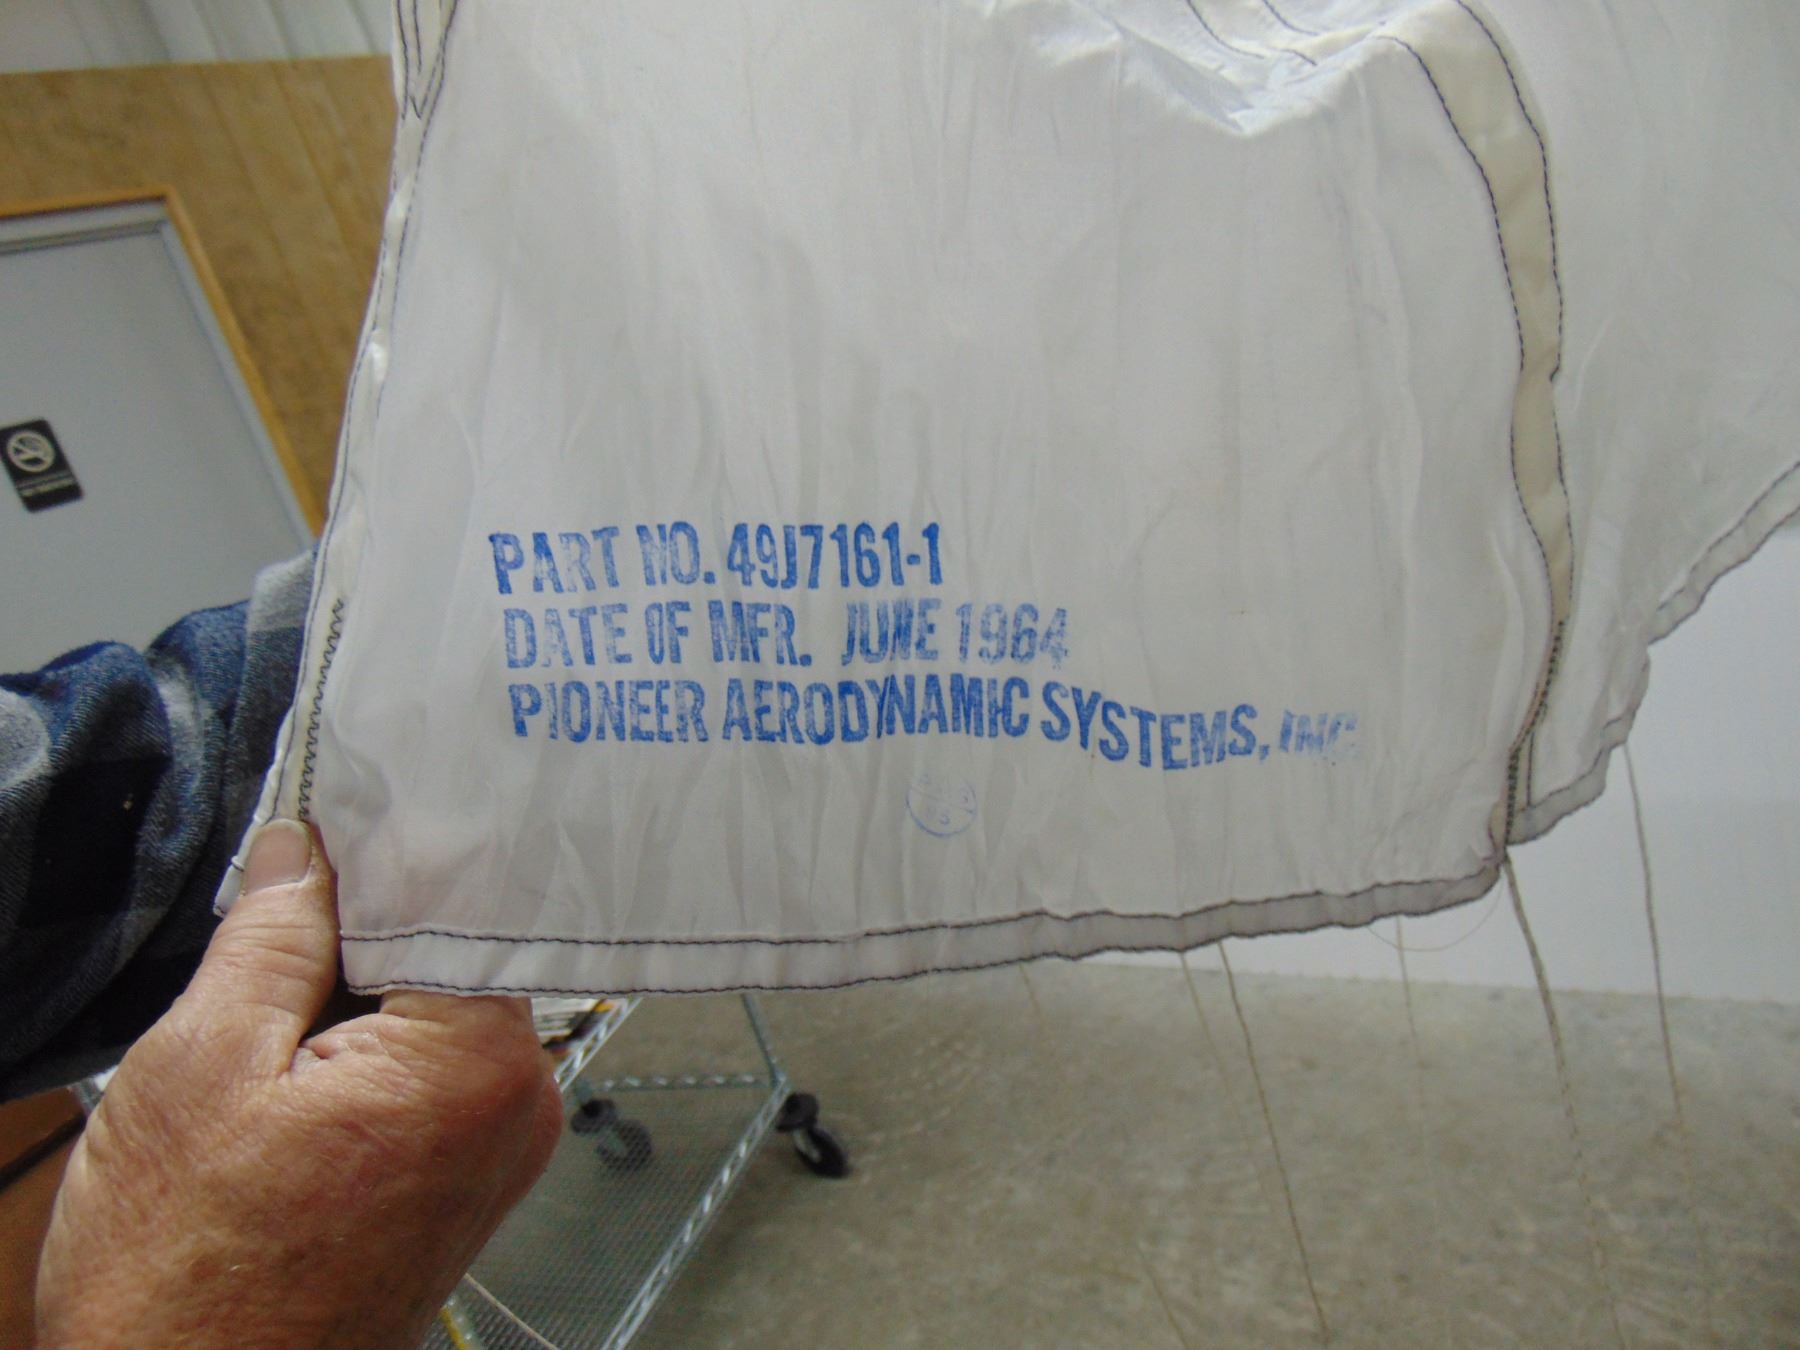 PART NO. 49J7161-1
DATE OF MFR. JUNE 1964
PIONEER AERODYNAMIC SYSTEMS, INC.